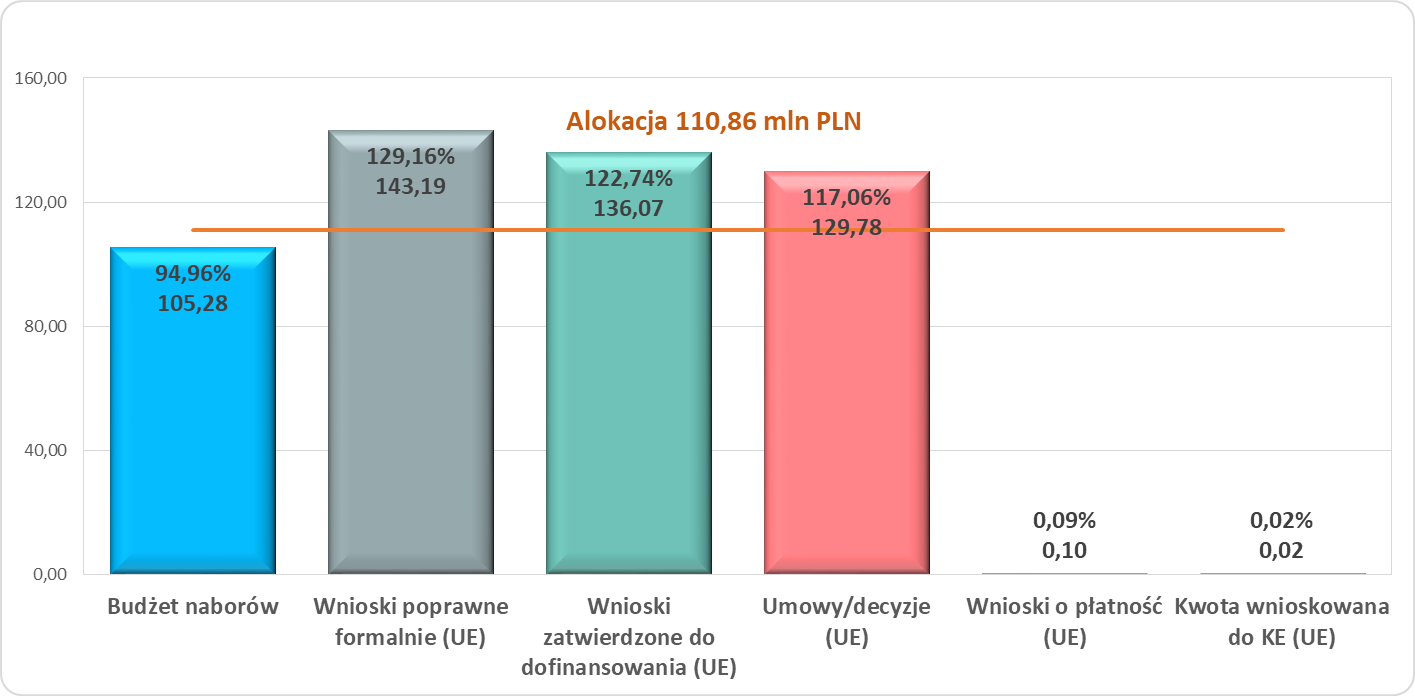 160,00
120,00
80,00
40,00
0,00
Alokacja 110,86 mln PLN
94,96%
105,28
129,16%
143,19
122,74%
136,07
117,06%
129,78
0,09%
0,10
0,02%
0,02
Budżet naborów
Wnioski poprawne
formalnie (UE)
Wnioski
zatwierdzone do
dofinansowania (UE)
Umowy/decyzje
(UE)
Wnioski o płatność
(UE)
Kwota wnioskowana
do KE (UE)